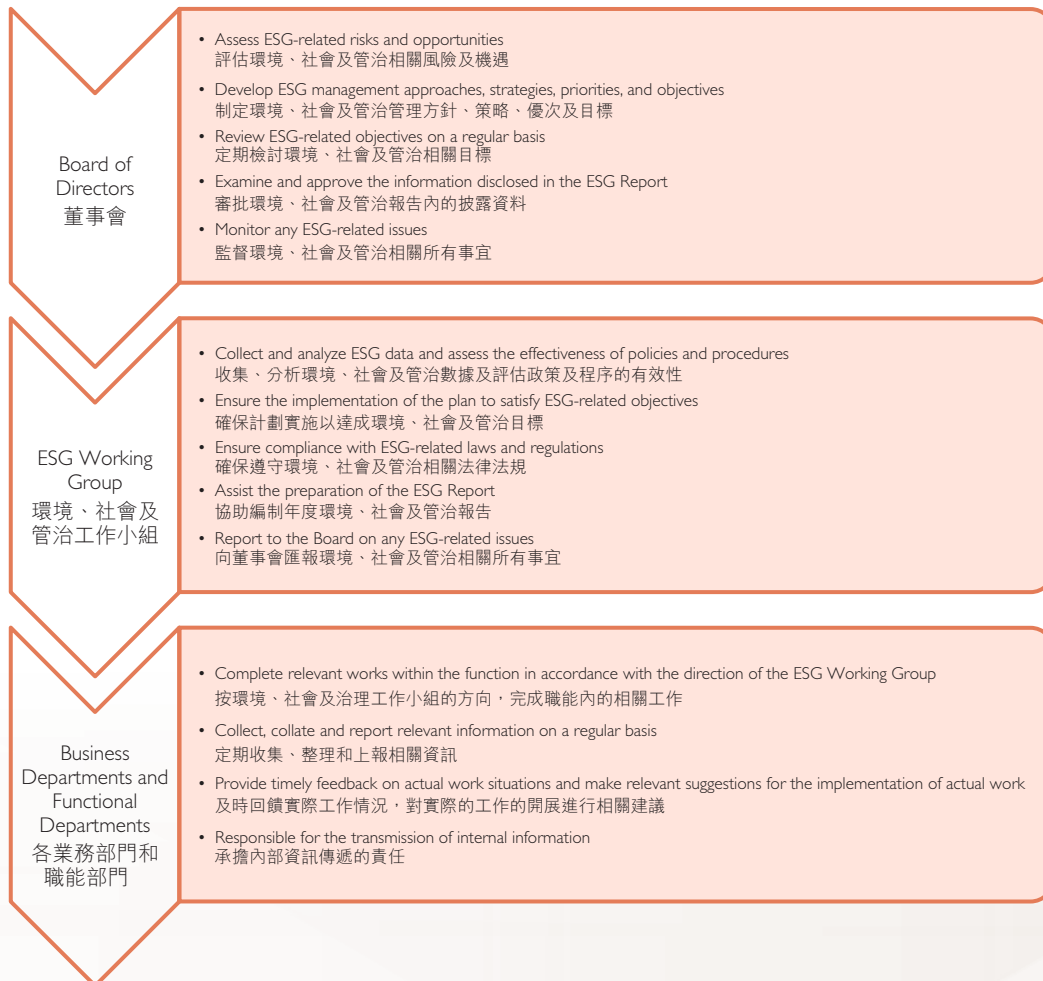 Board of
Directors
董事會
• Assess ESG-related risks and opportunities
評估環境、社會及管治相關風險及機遇
• Develop ESG management approaches, strategies, priorities, and objectives
制定環境、社會及管治管理方針、策略、優次及目標
• Review ESG-related objectives on a regular basis
定期檢討環境、社會及管治相關目標
• Examine and approve the information disclosed in the ESG Report
審批環境、社會及管治報告內的披露資料
• Monitor any ESG-related issues
監督環境、社會及管治相關所有事宜
ESG Working
Group
環境、社會及
管治工作小組
• Collect and analyze ESG data and assess the effectiveness of policies and procedures
收集、分析環境、社會及管治數據及評估政策及程序的有效性
• Ensure the implementation of the plan to satisfy ESG-related objectives
確保計劃實施以達成環境、社會及管治目標
• Ensure compliance with ESG-related laws and regulations
確保遵守環境、社會及管治相關法律法規
• Assist the preparation of the ESG Report
協助編制年度環境、社會及管治報告
• Report to the Board on any ESG-related issues
向董事會匯報環境、社會及管治相關所有事宜
Business
Departments and
Functional
Departments
各業務部門和
職能部門
• Complete relevant works within the function in accordance with the direction of the ESG Working Group
按環境、社會及治理工作小組的方向，完成職能內的相關工作
• Collect, collate and report relevant information on a regular basis
定期收集、整理和上報相關資訊
• Provide timely feedback on actual work situations and make relevant suggestions for the implementation of actual work
及時回饋實際工作情況，對實際的工作的開展進行相關建議
• Responsible for the transmission of internal information
承擔內部資訊傳遞的責任